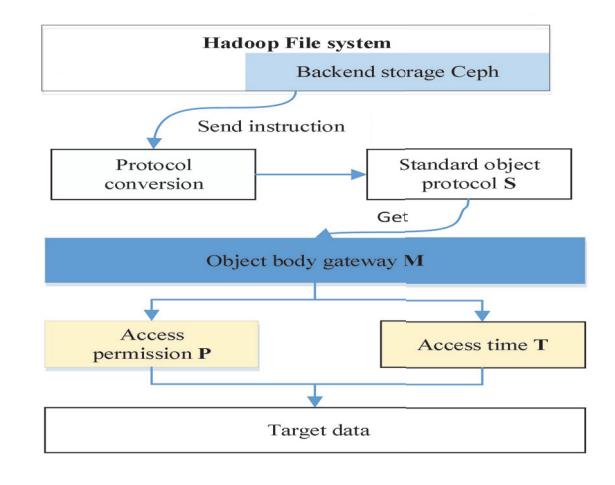 Hadoop File system
Backend storage Ceph
Send instruction
Protocol
conversion
Standard object
protocol S
Get
Object body gateway M
Access
permission P
Access time T
Target data